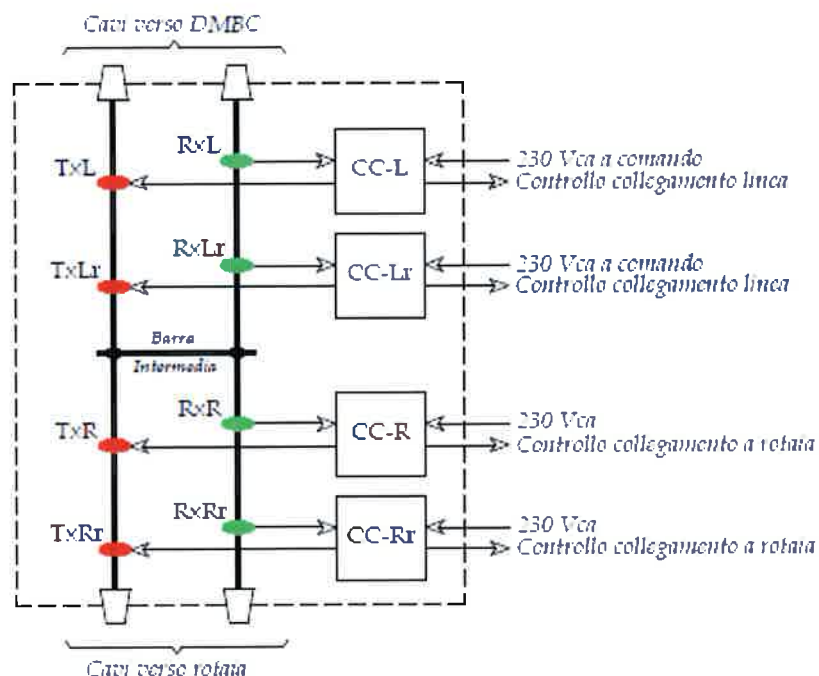 Cavi verso DMBC
TxL
RxL
CC-L
230 Vca a comando
Controllo collegamento linea
TxLr
RxLr
CC-Lr
230 Vca a comando
Controllo collegamento linea
Barra
Intermedia
TxR
RxR
CC-R
230 Vca
Controllo collegamento a rotaia
TxRr
RxRr
CC-Rr
230 Vca
Controllo collegamento a rotaia
Cavi verso rotaia